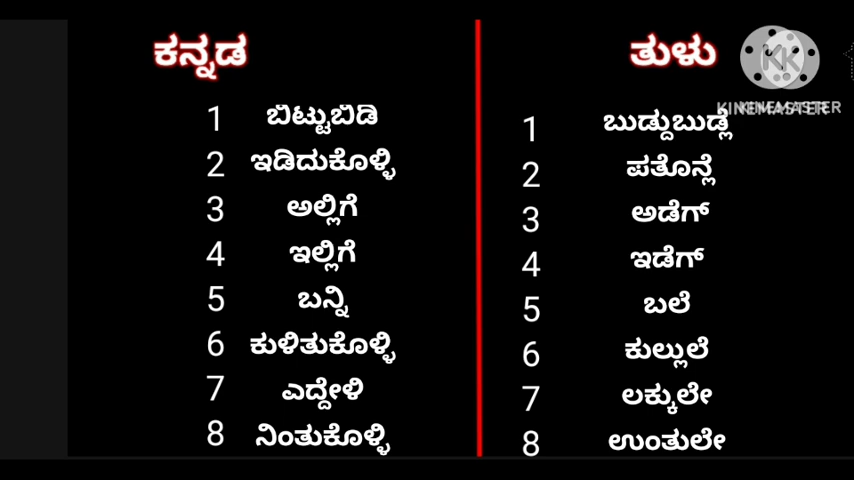 ಕನ್ನಡ ತುಳು
KK
KINEMASTER
1 ಬಿಟ್ಟುಬಿಡಿ 1 ಬುಡ್ದುಬುಡ್ಲೆ
2 ಇಡಿದುಕೊಳ್ಳಿ 2 ಪತೊನ್ಲೆ
3 ಅಲ್ಲಿಗೆ 3 ಅಡೆಗ್
4 ಇಲ್ಲಿಗೆ 4 ಇಡೆಗ್
5 ಬನ್ನಿ 5 ಬಲೆ
6 ಕುಳಿತುಕೊಳ್ಳಿ 6 ಕುಲ್ಲುಲೆ
7 ಎದ್ದೇಳಿ 7 ಲಕ್ಕುಲೇ
8 ನಿಂತುಕೊಳ್ಳಿ 8 ಉಂತುಲೇ